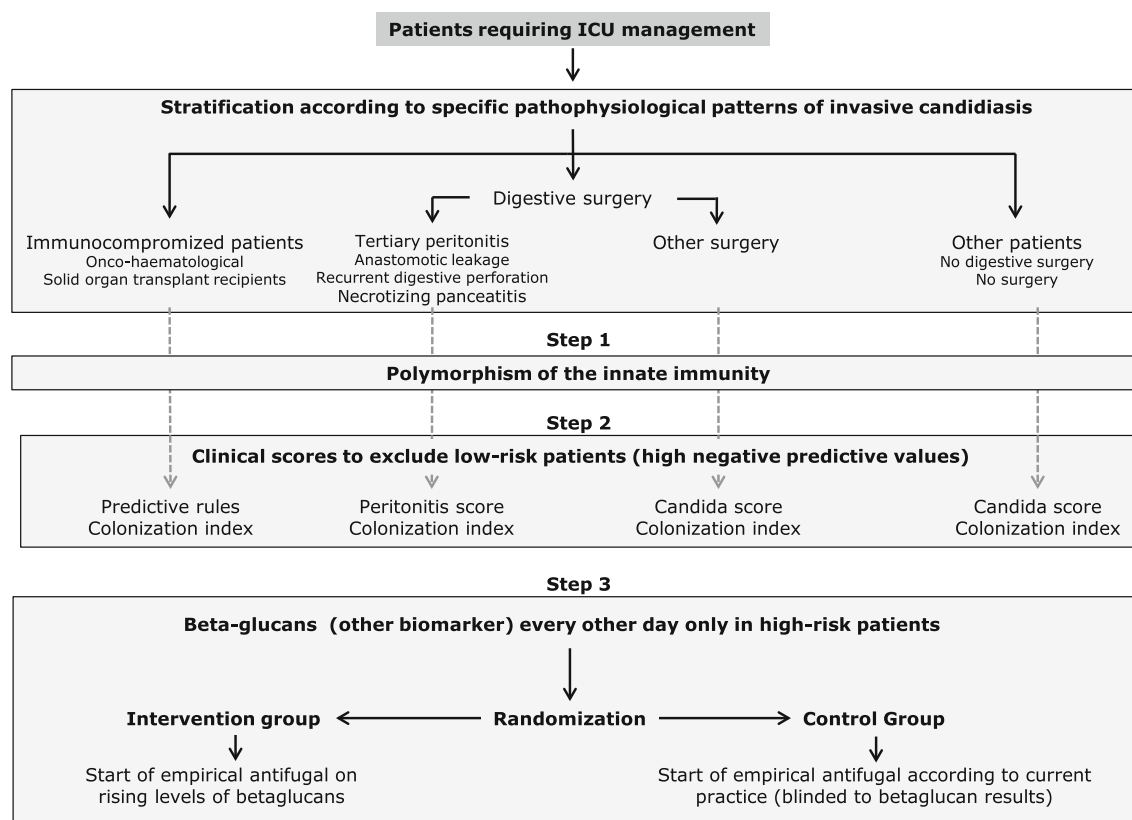 Patients requiring ICU management
Stratification according to specific pathophysiological patterns of invasive candidiasis
Digestive surgery
Immunocompromized patients
Onco-haematological
Solid organ transplant recipients
Tertiary peritonitis
Anastomotic leakage
Recurrent digestive perforation
Necrotizing panceatitis
Other surgery
Other patients
No digestive surgery
No surgery
Step 1
Polymorphism of the innate immunity
Step 2
Clinical scores to exclude low-risk patients (high negative predictive values)
Predictive rules
Colonization index
Peritonitis score
Colonization index
Candida score
Colonization index
Candida score
Colonization index
Step 3
Beta-glucans (other biomarker) every other day only in high-risk patients
Intervention group
Randomization
Control Group
Start of empirical antifugal on
rising levels of betaglucans
Start of empirical antifugal according to current
practice (blinded to betaglucan results)